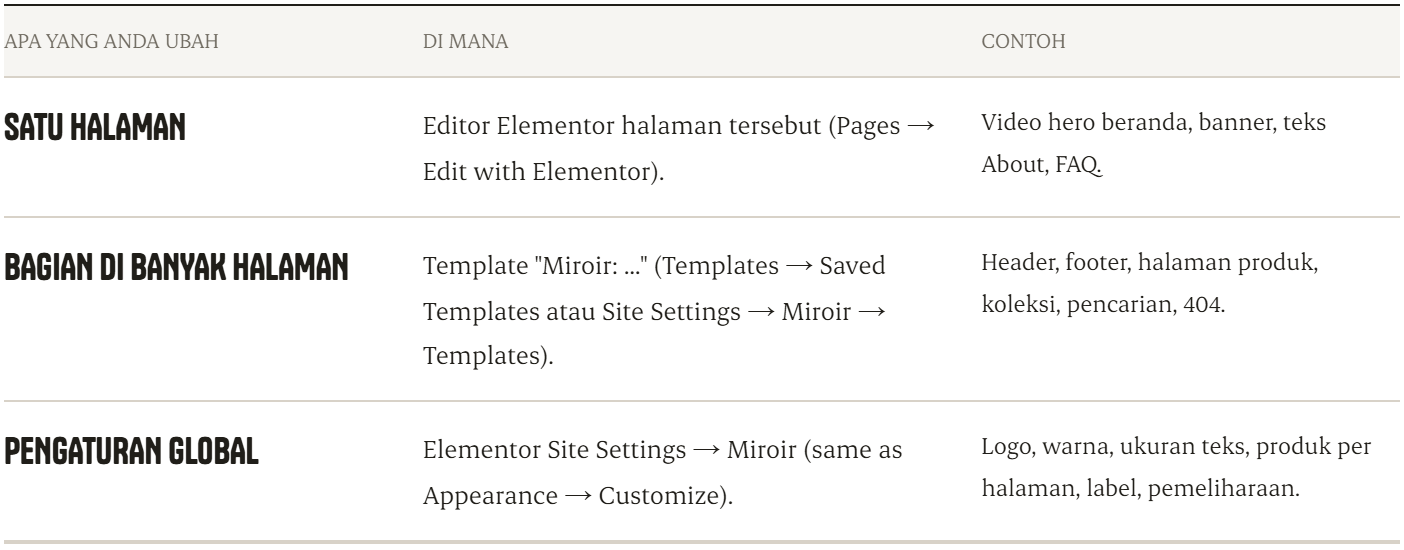 APA YANG ANDA UBAH
DI MANA
CONTOH
SATU HALAMAN
Editor Elementor halaman tersebut (Pages →
Edit with Elementor).
Video hero beranda, banner, teks
About, FAQ.
BAGIAN DI BANYAK HALAMAN
Template "Miroir: ..." (Templates → Saved
Templates atau Site Settings → Miroir →
Templates).
Header, footer, halaman produk,
koleksi, pencarian, 404.
PENGATURAN GLOBAL
Elementor Site Settings → Miroir (same as
Appearance → Customize).
Logo, warna, ukuran teks, produk per
halaman, label, pemeliharaan.